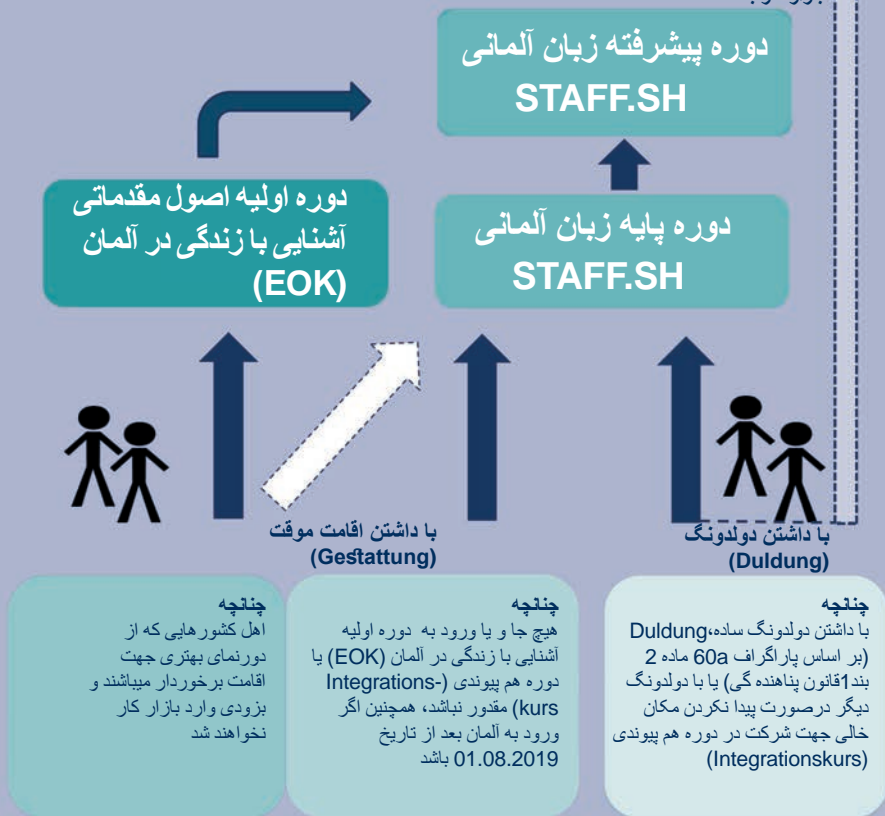 دوره پیشرفته زبان آلمانی
STAFF.SH
دوره اولیه اصول مقدماتی
آشنایی با زندگی در آلمان
(EOK)
دوره پایه زبان آلمانی
STAFF.SH
با داشتن اقامت موقت
(Gestattung)
با داشتن دولدونگ
(Duldung)
چنانچه
با داشتن دولدونگ ساده،Duldung
(بر اساس پاراگراف 60a ماده 2
بند1قانون پناهنده گی) یا با دولدونگ
دیگر درصورت پیدا نکردن مکان
خالی جهت شرکت در دوره هم پیوندی
(Integrationskurs)
چنانچه
هیچ جا و یا ورود به دوره اولیه
آشنایی با زندگی در آلمان (EOK) یا
دوره هم پیوندی (Integrations-
kurs) مقدور نباشد، همچنین اگر
ورود به آلمان بعد از تاریخ
01.08.2019 باشد
چنانچه
اهل کشورهایی که از
دورنمای بهتری جهت
اقامت برخوردار میباشند و
بزودی وارد بازار کار
نخواهند شد